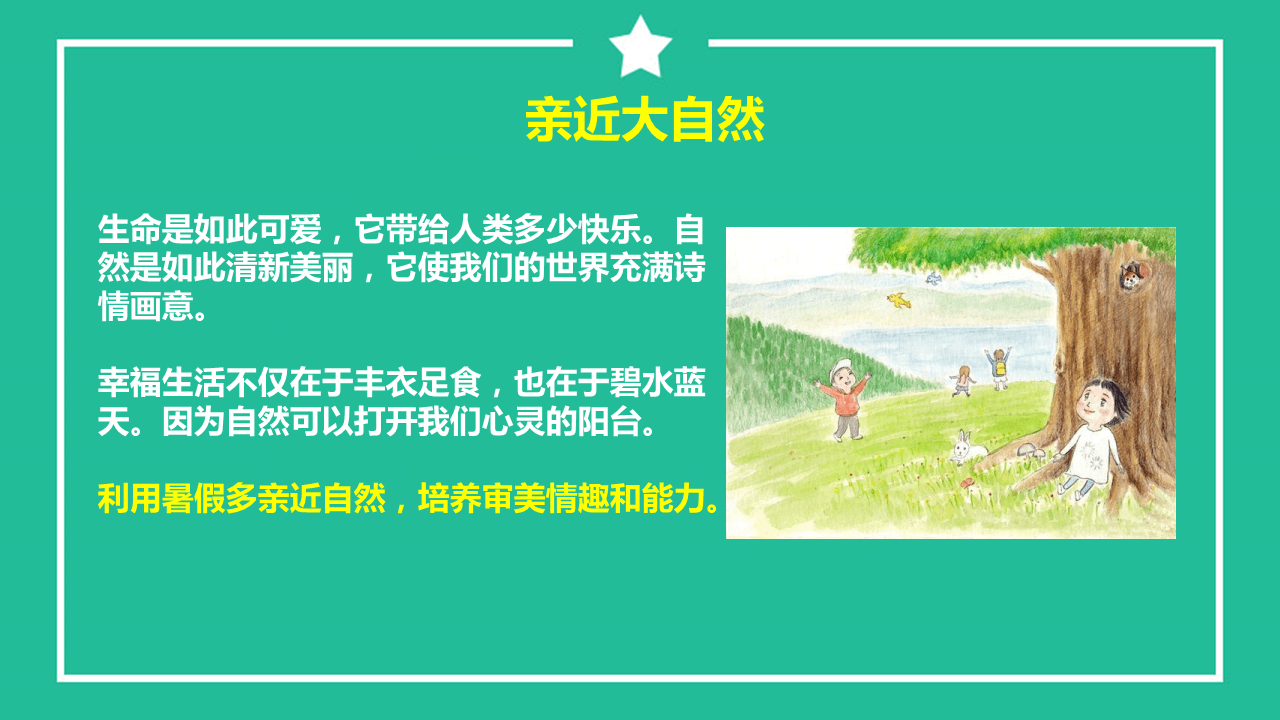 亲近大自然
生命是如此可爱，它带给人类多少快乐。自
然是如此清新美丽，它使我们的世界充满诗
情画意。
幸福生活不仅在于丰衣足食，也在于碧水蓝
天。因为自然可以打开我们心灵的阳台。
利用暑假多亲近自然，培养审美情趣和能力。